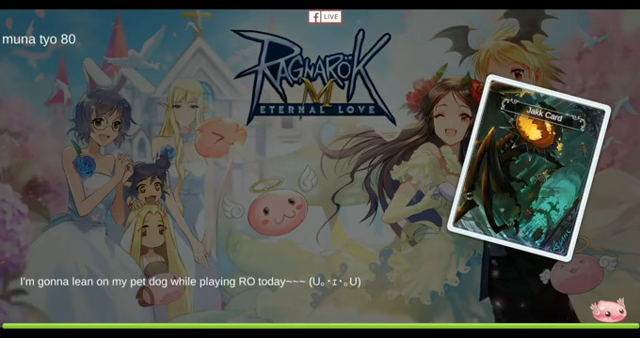 f LIVE
muna tyo 80
RAGNARÖK
M
ETERNAL LOVE
Jakk Card
I'm gonna lean on my pet dog while playing RO today~~~ (U｡･ｪ･｡U)